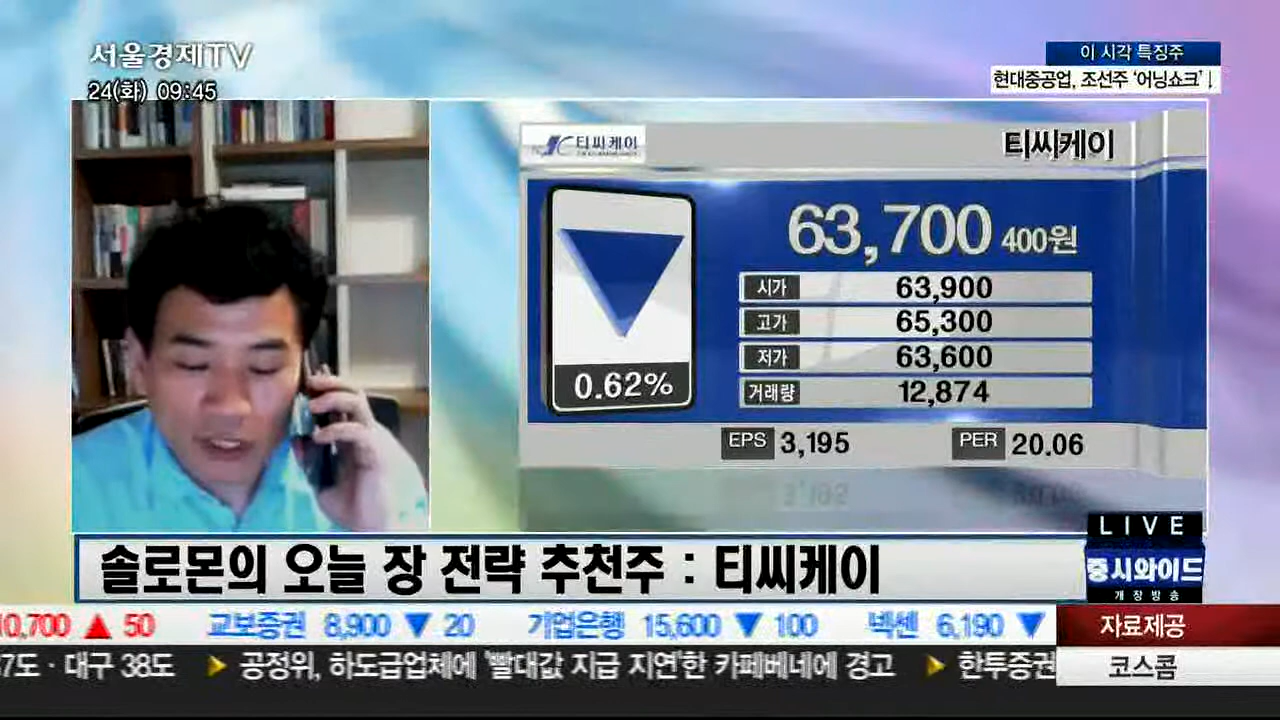 서울경제TV
24(화) 09:45
이 시각 특징주
현대중공업, 조선주 '어닝쇼크'↓
티씨케이
티씨케이
63,700 400원
0.62%
시가 63,900
고가 65,300
저가 63,600
거래량 12,874
EPS 3,195 PER 20.06
LIVE
증시와이드
개장방송
솔로몬의 오늘 장 전략 추천주 : 티씨케이
10,700 ▲ 50 교보증권 8,900 ▼ 20 기업은행 15,600 ▼ 100 넥센 6,190 ▼
자료제공
7도 · 대구 38도 ▶ 공정위, 하도급업체에 '빨대값 지급 지연'한 카페베네에 경고 ▶ 한투증권
코스콤